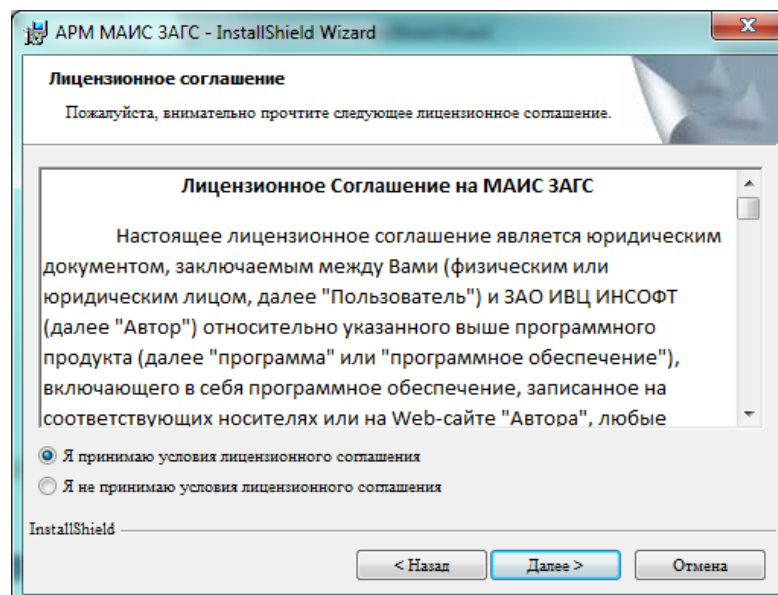 АРМ МАИС ЗАГС - InstallShield Wizard
Лицензионное соглашение
Пожалуйста, внимательно прочтите следующее лицензионное соглашение.
Лицензионное Соглашение на МАИС ЗАГС
Настоящее лицензионное соглашение является юридическим
документом, заключаемым между Вами (физическим или
юридическим лицом, далее "Пользователь") и ЗАО ИВЦ ИНСОФТ
(далее "Автор") относительно указанного выше программного
продукта (далее "программа" или "программное обеспечение"),
включающего в себя программное обеспечение, записанное на
соответствующих носителях или на Web-сайте "Автора", любые
Я принимаю условия лицензионного соглашения
Я не принимаю условия лицензионного соглашения
InstallShield
< Назад Далее > Отмена